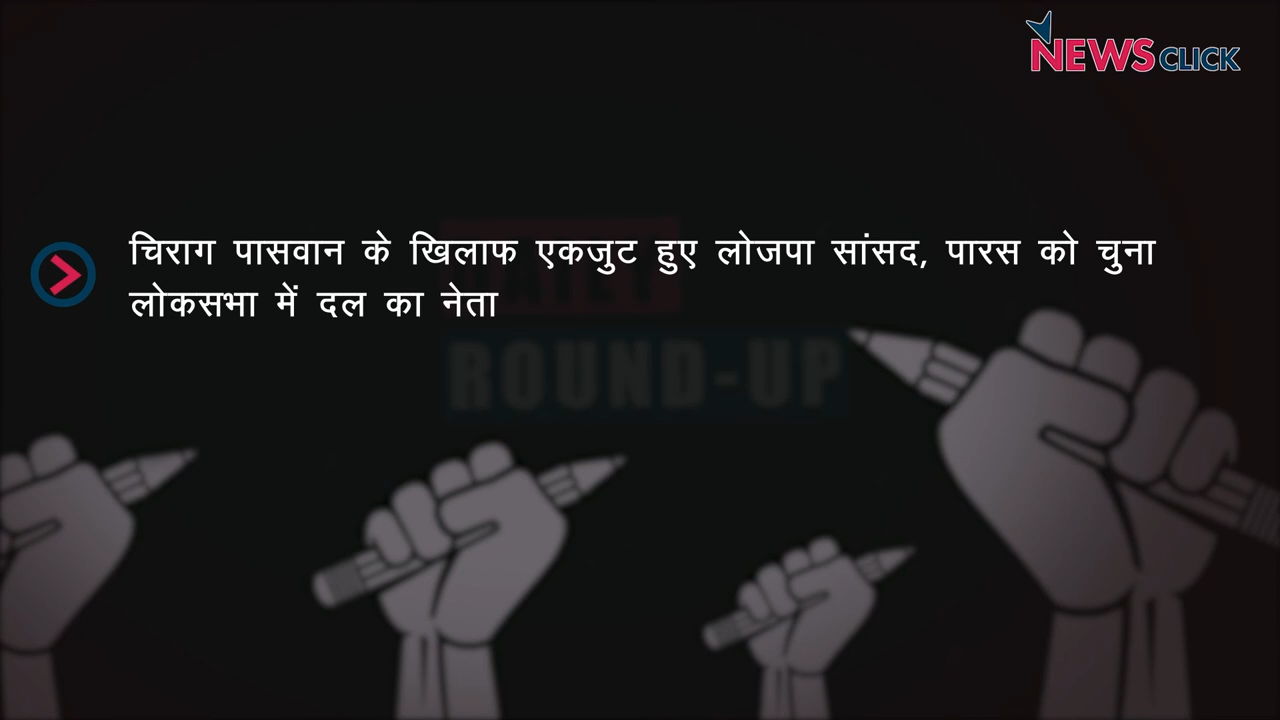 NEWSCLICK
चिराग पासवान के खिलाफ एकजुट हुए लोजपा सांसद, पारस को चुना
लोकसभा में दल का नेता
ROUND-UP